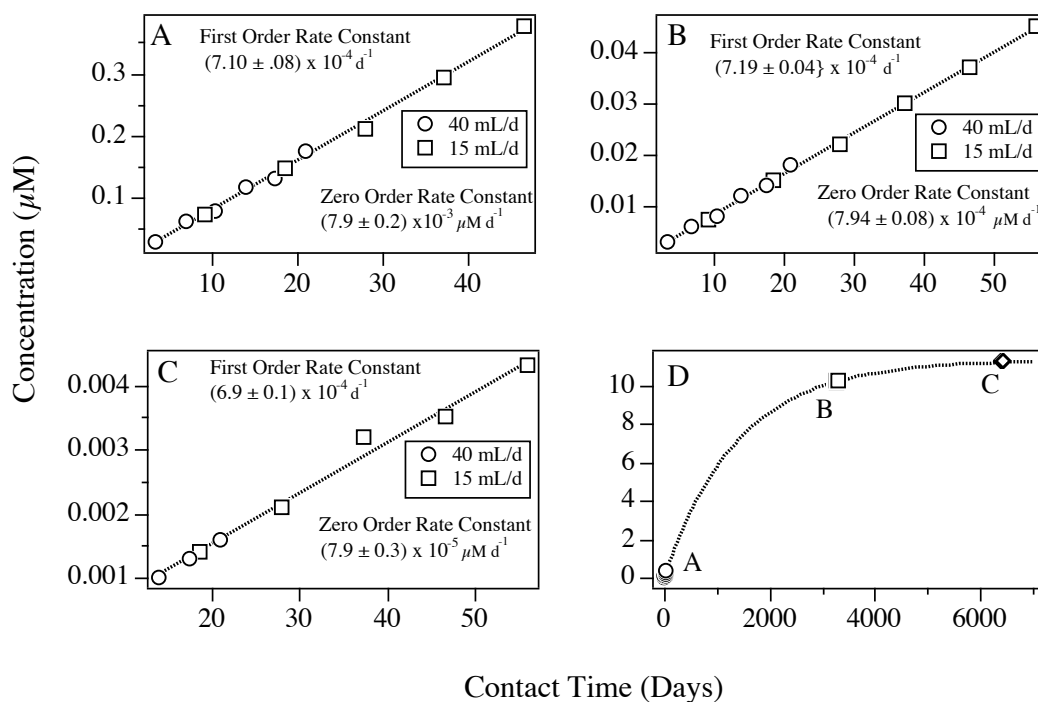 Concentration (µM)
A
First Order Rate Constant
(7.10 ± .08) x 10-4 d-1
40 mL/d
15 mL/d
Zero Order Rate Constant
(7.9 ± 0.2) x10-3 µM d-1
0.3
0.2
0.1
10 20 30 40
B
First Order Rate Constant
(7.19 ± 0.04} x 10-4 d-1
40 mL/d
15 mL/d
Zero Order Rate Constant
(7.94 ± 0.08) x 10-4 µM d-1
0.04
0.03
0.02
0.01
10 20 30 40 50
C
First Order Rate Constant
(6.9 ± 0.1) x 10-4 d-1
40 mL/d
15 mL/d
Zero Order Rate Constant
(7.9 ± 0.3) x 10-5 µM d-1
0.004
0.003
0.002
0.001
20 30 40 50
D
10
8
6
4
2
0
A
B
C
0 2000 4000 6000
Contact Time (Days)